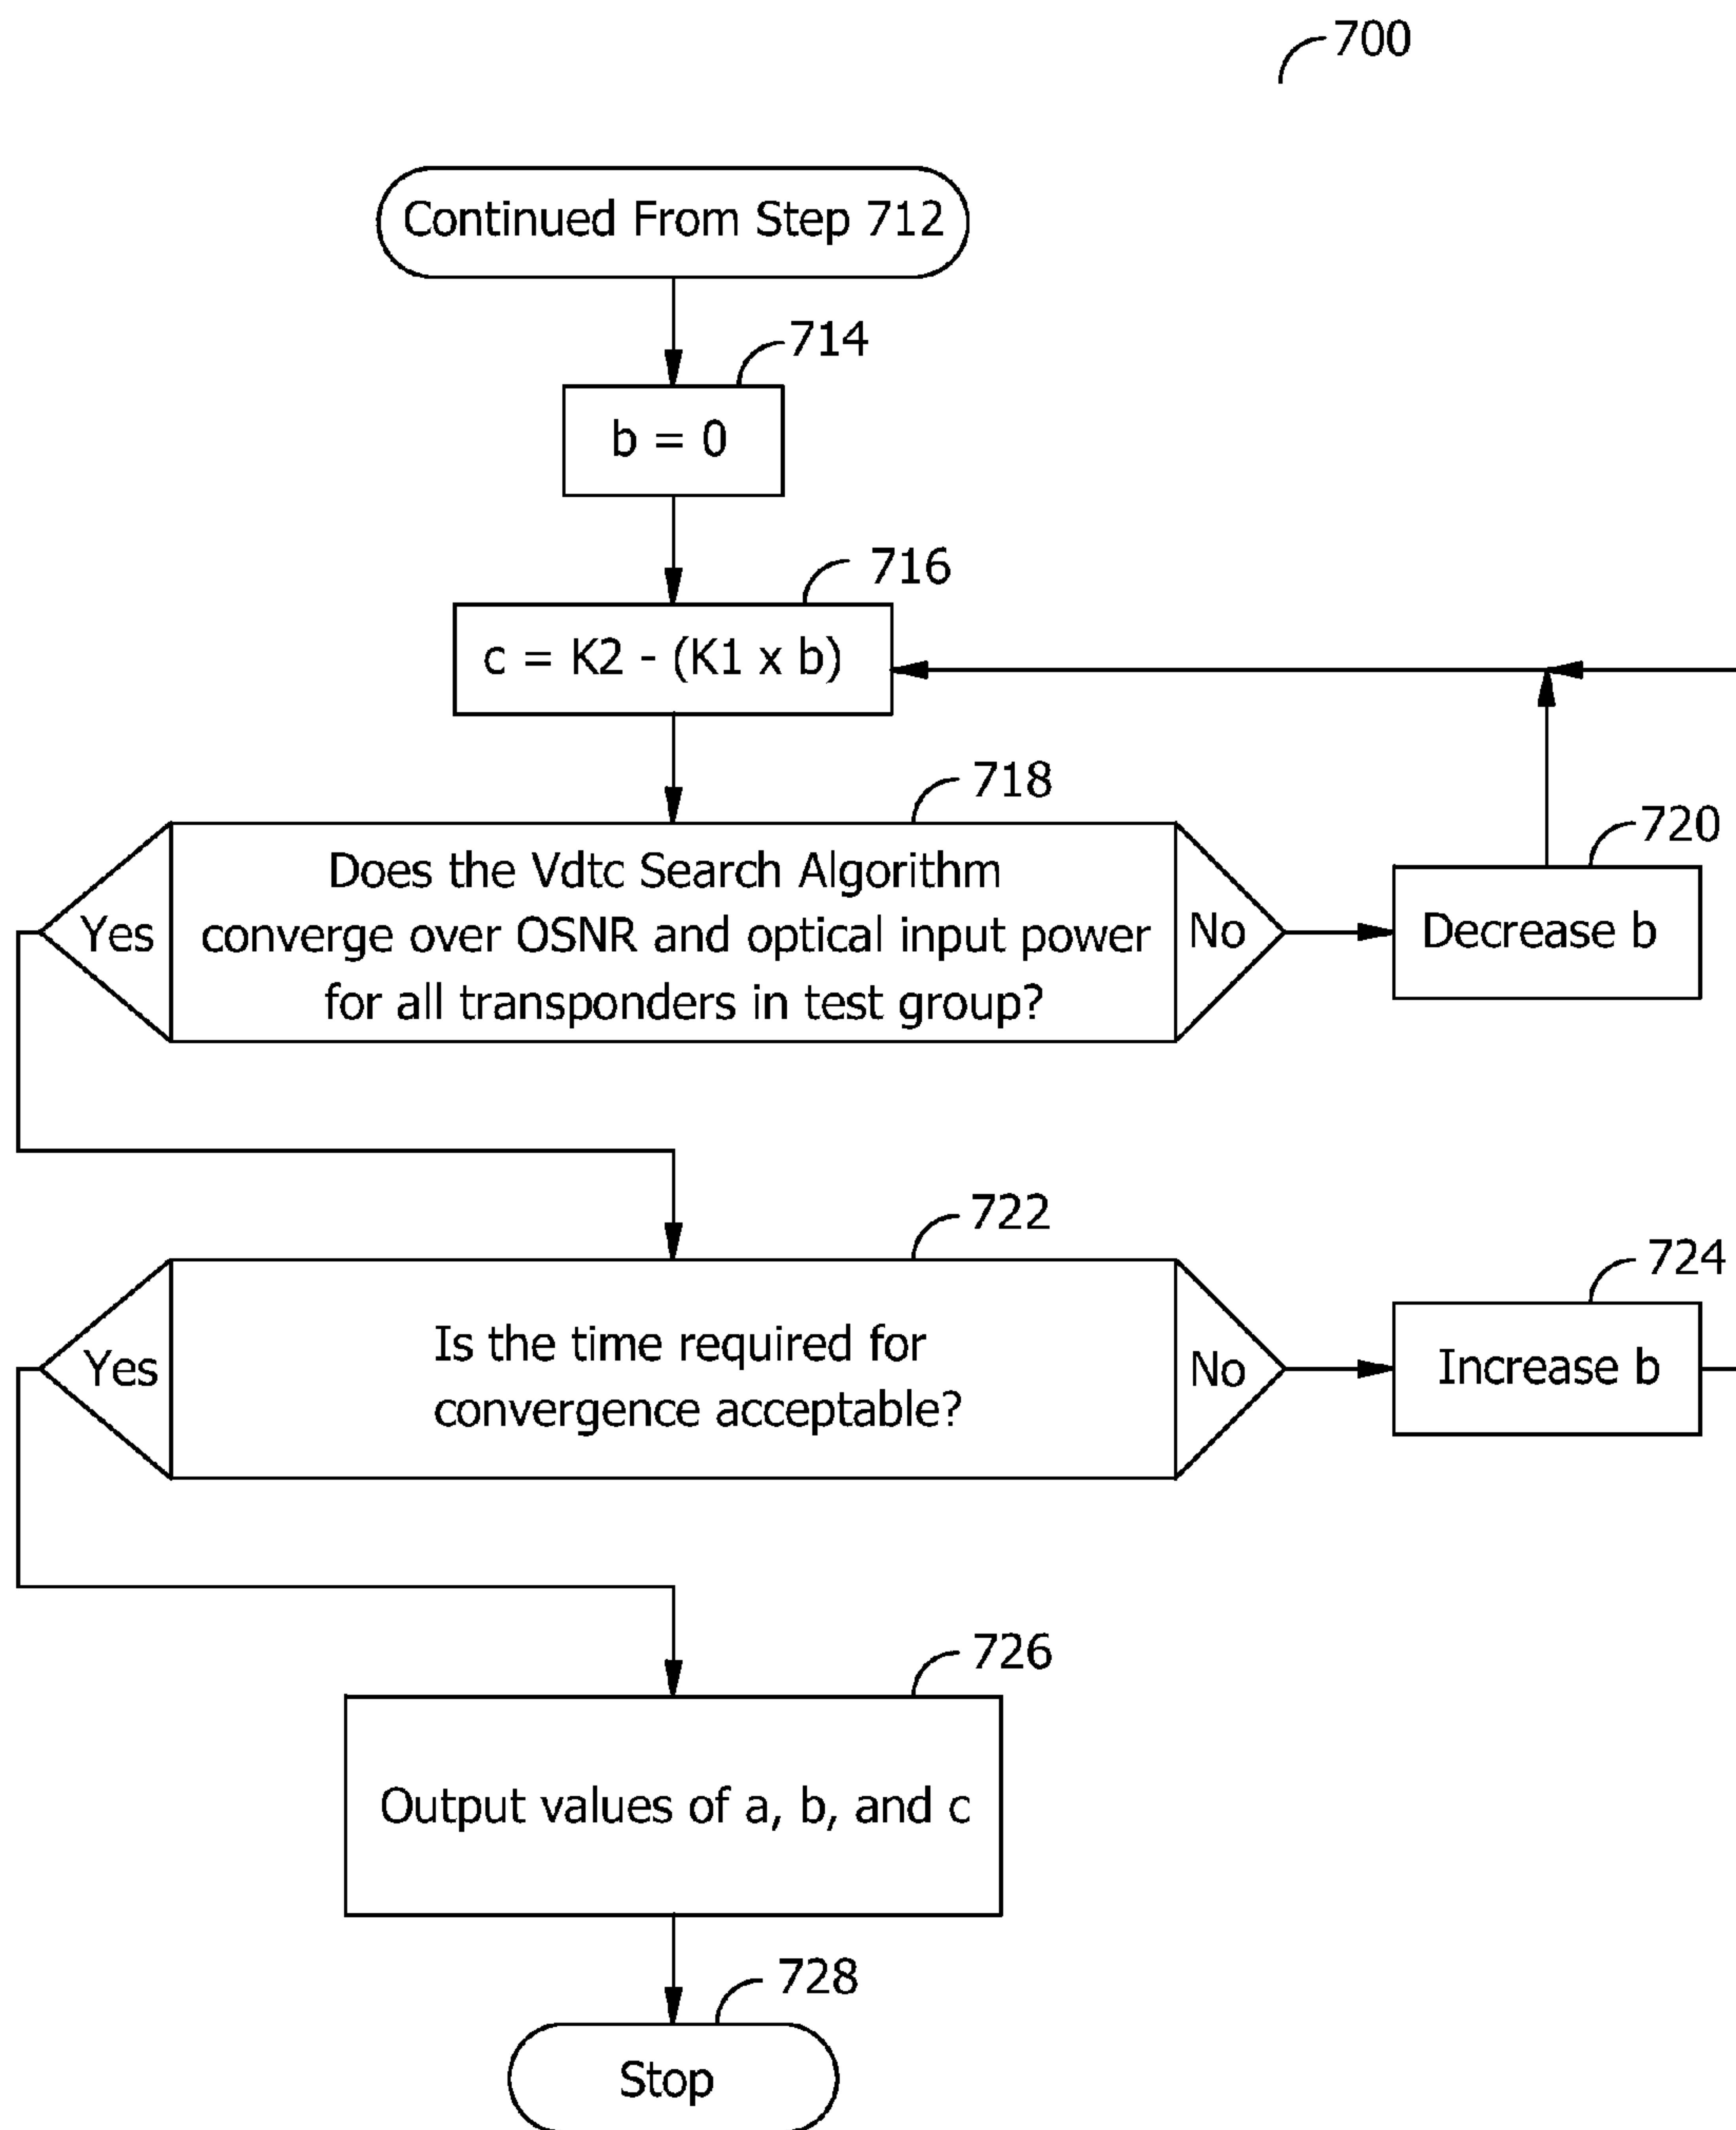 700
Continued From Step 712
714
b = 0
716
c = K2 - (K1 x b)
718
Does the Vdtc Search Algorithm
converge over OSNR and optical input power
for all transponders in test group?
Yes
No
720
Decrease b
722
Is the time required for
convergence acceptable?
Yes
No
724
Increase b
726
Output values of a, b, and c
728
Stop